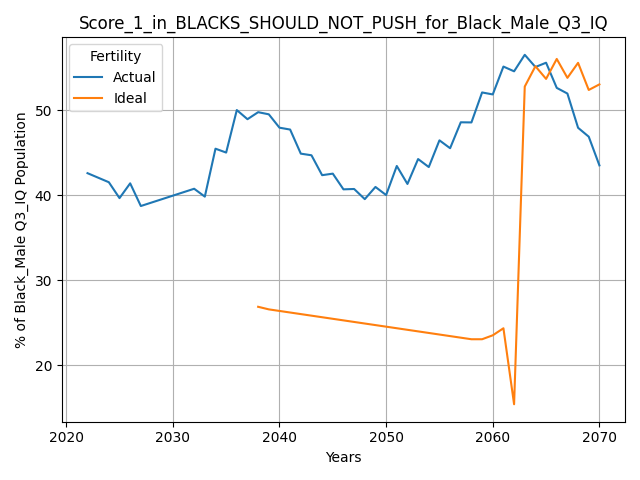 Score_1_in_BLACKS_SHOULD_NOT_PUSH_for_Black_Male_Q3_IQ
Fertility
Actual
Ideal
% of Black_Male Q3_IQ Population
50
40
30
20
2020 2030 2040 2050 2060 2070
Years